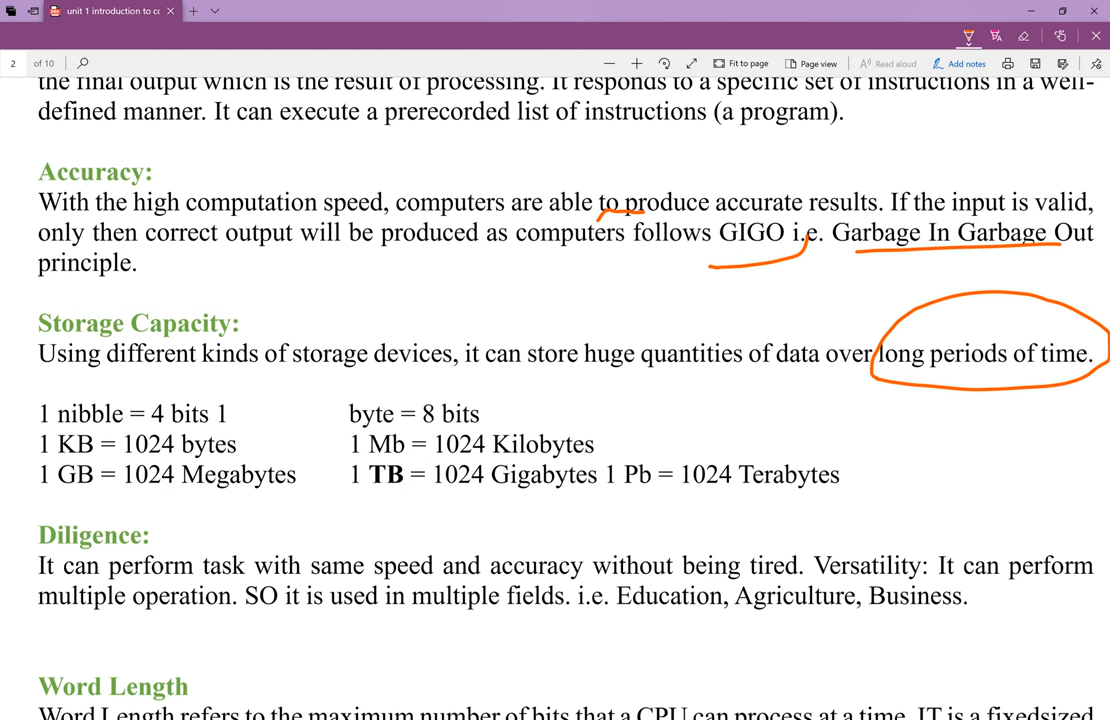 unit 1 introduction to cc
2 of 10 Fit to page Page view Read aloud Add notes
the final output which is the result of processing. It responds to a specific set of instructions in a well-
defined manner. It can execute a prerecorded list of instructions (a program).
Accuracy:
With the high computation speed, computers are able to produce accurate results. If the input is valid,
only then correct output will be produced as computers follows GIGO i.e. Garbage In Garbage Out
principle.
Storage Capacity:
Using different kinds of storage devices, it can store huge quantities of data over long periods of time.
1 nibble = 4 bits 1 byte = 8 bits
1 KB = 1024 bytes 1 Mb = 1024 Kilobytes
1 GB = 1024 Megabytes 1 TB = 1024 Gigabytes 1 Pb = 1024 Terabytes
Diligence:
It can perform task with same speed and accuracy without being tired. Versatility: It can perform
multiple operation. SO it is used in multiple fields. i.e. Education, Agriculture, Business.
Word Length
Word Length refers to the maximum number of bits that a CPU can process at a time. IT is a fixedsized